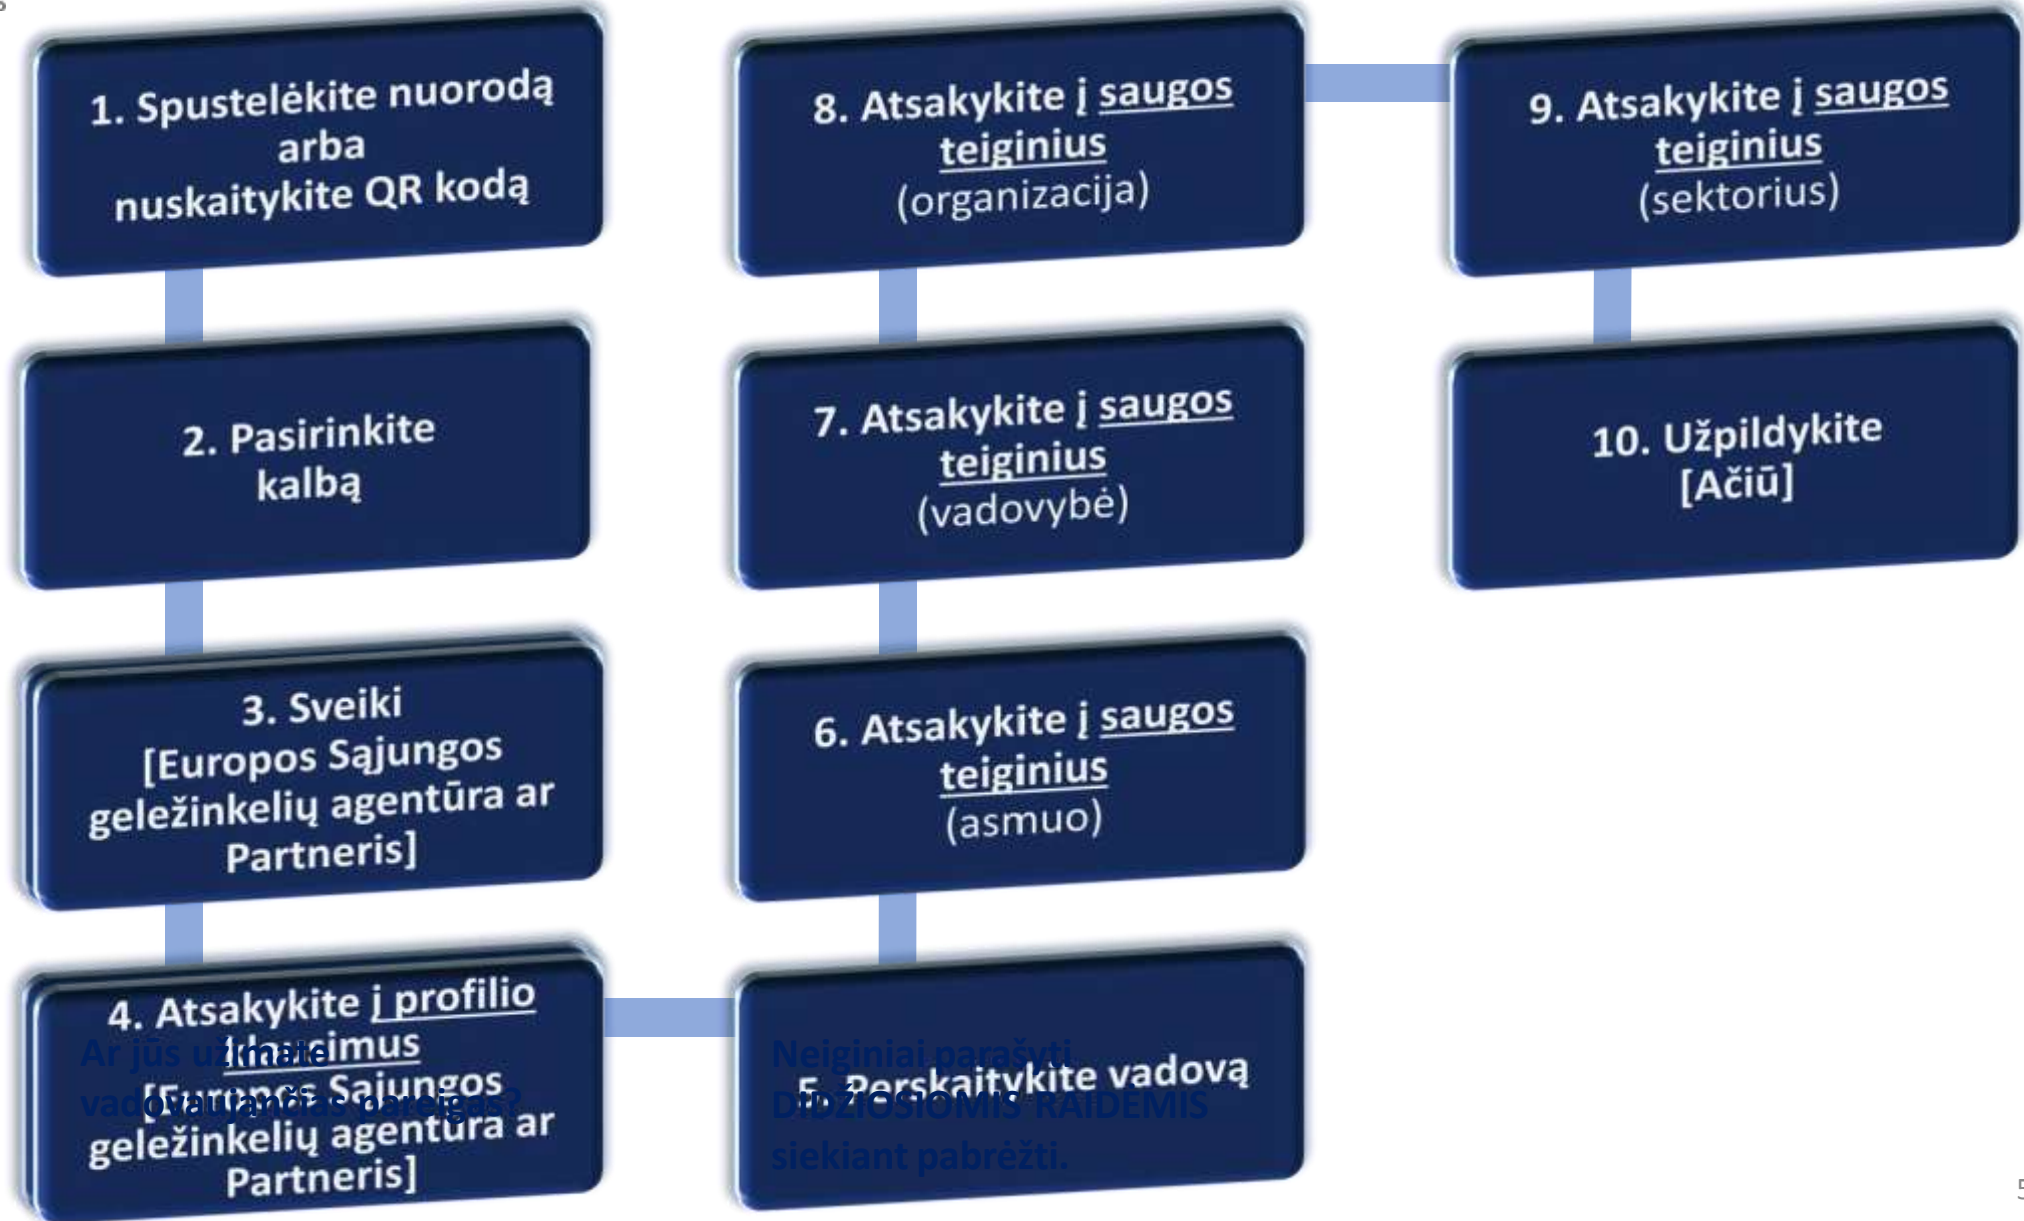 1. Spustelėkite nuorodą
arba
nuskaitykite QR kodą
2. Pasirinkite
kalbą
3. Sveiki
[Europos Sąjungos
geležinkelių agentūra ar
Partneris]
4. Atsakykite į profilio
klausimus
[Europos Sąjungos
geležinkelių agentūra ar
Partneris]
Ar jūs užimate
vadovaujančias pareigas?
5. Perskaitykite vadovą
Neiginiai parašyti
DIDŽIOSIOMIS RAIDĖMIS
siekiant pabrėžti.
6. Atsakykite į saugos
teiginius
(asmuo)
7. Atsakykite į saugos
teiginius
(vadovybė)
8. Atsakykite į saugos
teiginius
(organizacija)
9. Atsakykite į saugos
teiginius
(sektorius)
10. Užpildykite
[Ačiū]
5